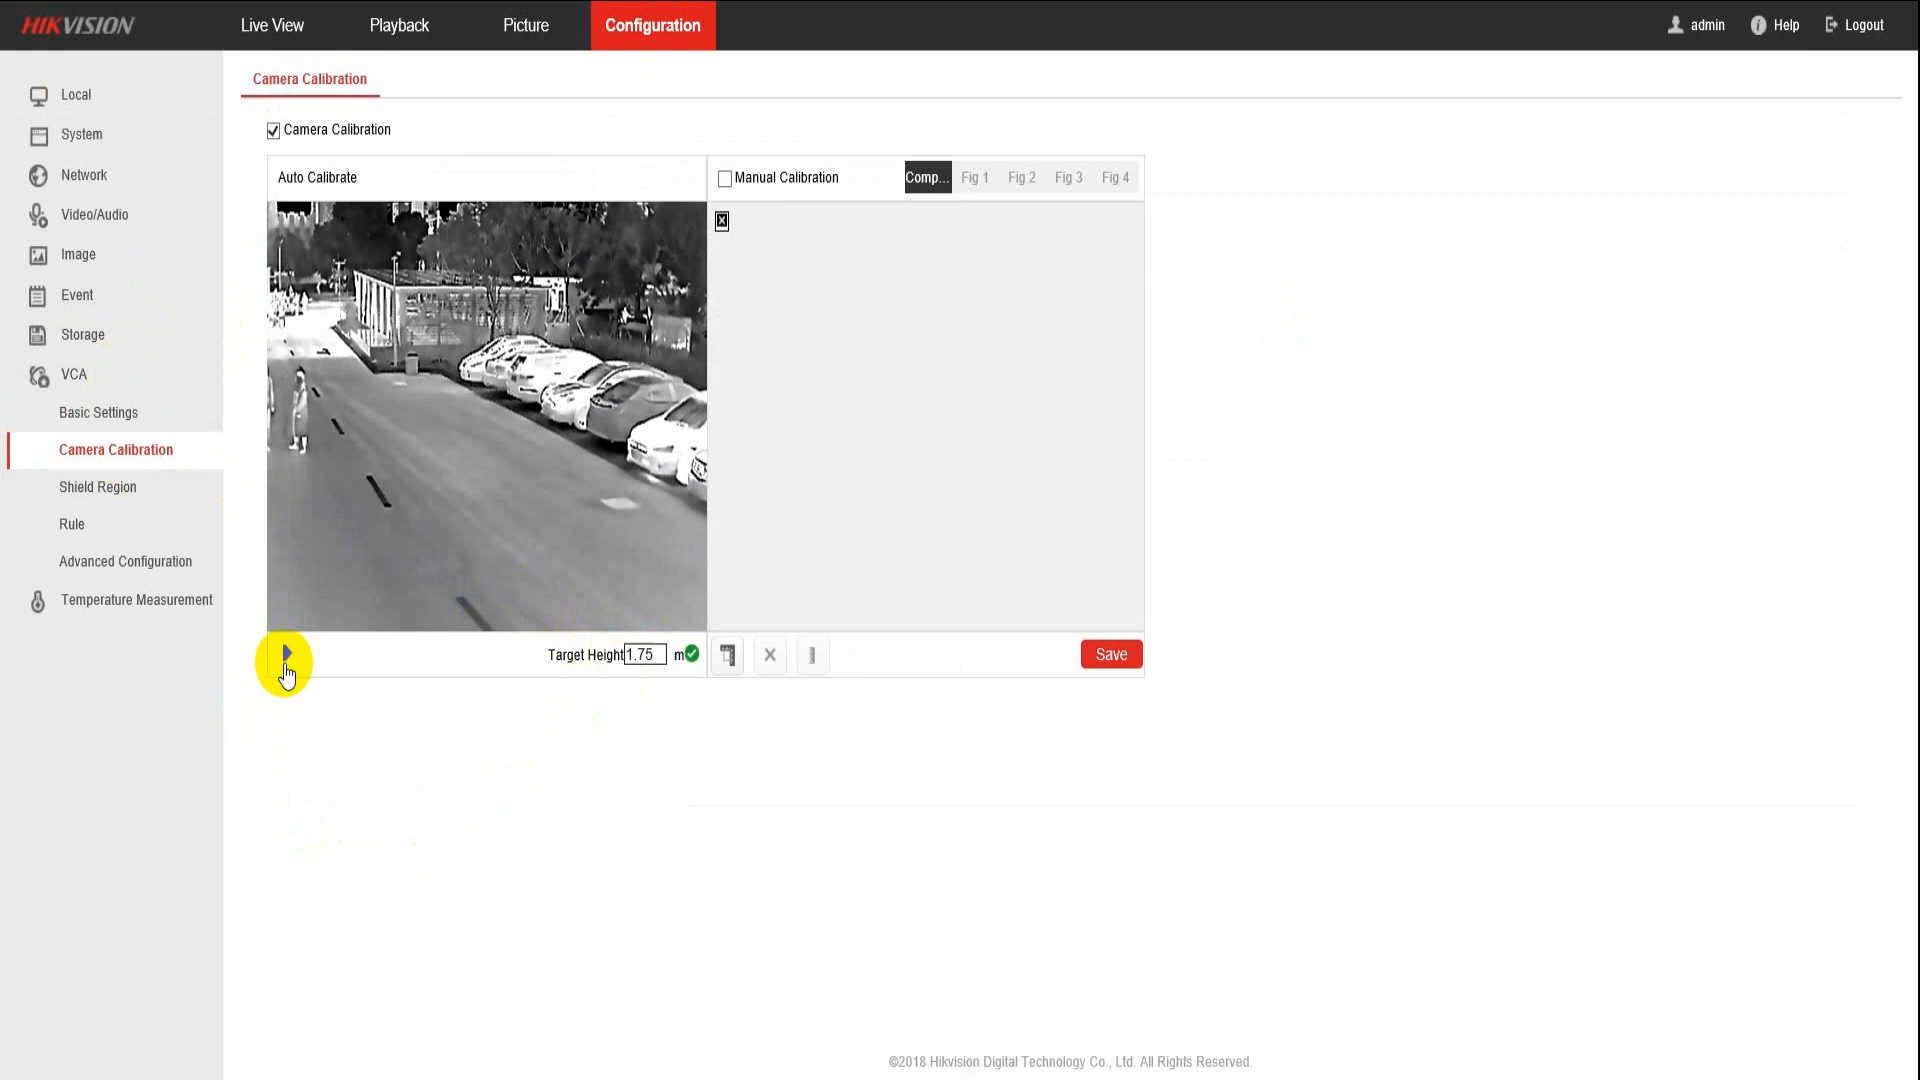 HIKVISION
Live View
Playback
Picture
Configuration
admin
Help
Logout
Local
System
Network
Video/Audio
Image
Event
Storage
VCA
Basic Settings
Camera Calibration
Shield Region
Rule
Advanced Configuration
Temperature Measurement
Camera Calibration
Camera Calibration
Auto Calibrate
Manual Calibration
Comp... Fig 1 Fig 2 Fig 3 Fig 4
Target Height 1.75 m
Save
©2018 Hikvision Digital Technology Co., Ltd. All Rights Reserved.